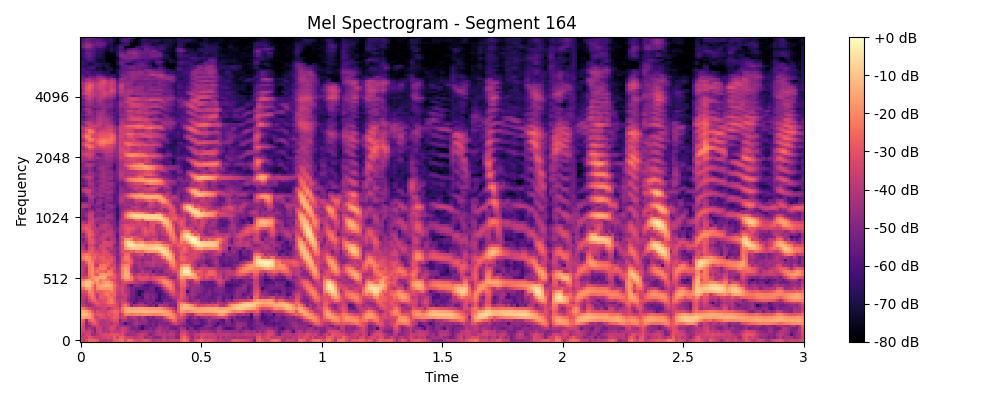 Mel Spectrogram - Segment 164
Frequency
4096
2048
1024
512
0
0
0.5
1
1.5
2
2.5
3
Time
+0 dB
-10 dB
-20 dB
-30 dB
-40 dB
-50 dB
-60 dB
-70 dB
-80 dB